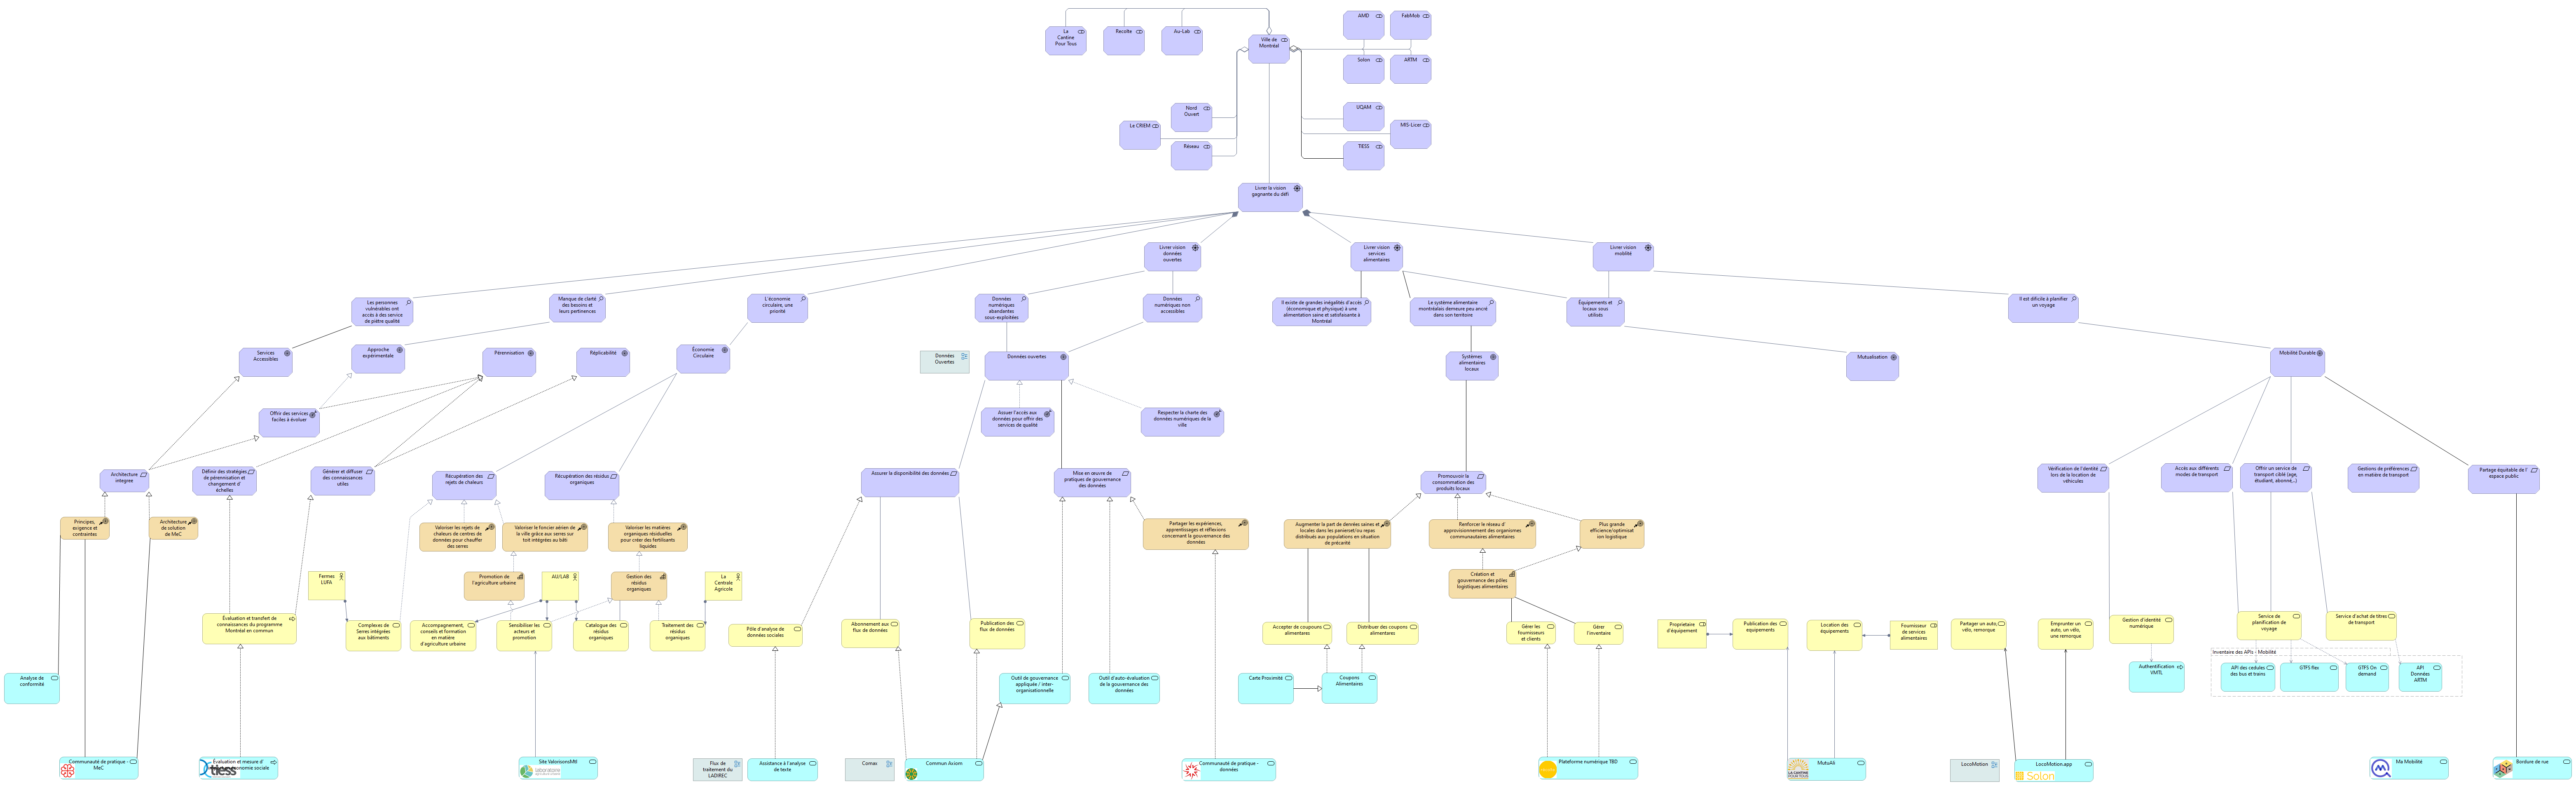 AMD
FabMob
La
Cantine
Pour Tous
Recolte
Au-Lab
Ville de
Montréal
Solon
ARTM
Nord
Ouvert
UQAM
Le CRIEM
MIS-Licer
Réseau
TIESS
Livrer la vision
gagnante du défi
Livrer vision
données
ouvertes
Livrer vision
services
alimentaires
Livrer vision
mobilité
Les personnes
vulnérables ont
accès à des service
de piètre qualité
Manque de clarté
des besoins et
leurs pertinences
L'économie
circulaire, une
priorité
Données
numériques
abandantes
sous-exploitées
Données
numériques non
accessibles
Il existe de grandes inégalités d'accès
(économique et physique) à une
alimentation saine et satisfaisante à
Montréal
Le système alimentaire
montréalais demeure peu ancré
dans son territoire
Équipements et
locaux sous
utilisés
Il est dificile à planifier
un voyage
Services
Accessibles
Approche
expérimentale
Pérennisation
Réplicabilité
Économie
Circulaire
Données
Ouvertes
Données ouvertes
Systèmes
alimentaires
locaux
Mutualisation
Mobilité Durable
Offrir des services
faciles à évoluer
Assuer l'accès aux
données pour offrir des
services de qualité
Respecter la charte des
données numériques de la
ville
Architecture
integree
Définir des stratégies
de pérennisation et
changement d'
échelles
Générer et diffuser
des connaissances
utiles
Récupération des
rejets de chaleurs
Récupération des résidus
organiques
Assurer la disponibilité des données
Mise en œuvre de
pratiques de gouvernance
des données
Promouvoir la
consommation des
produits locaux
Vérification de l'dentité
lors de la location de
véhicules
Accès aux différents
modes de transport
Offrir un service de
transport ciblé (age,
étudiant, abonné,..)
Gestions de préférences
en matière de transport
Partage équitable de l'
espace public
Principes,
exigence et
contraintes
Architecture
de solution
de MeC
Valoriser les rejets de
chaleurs de centres de
données pour chauffer
des serres
Valoriser le foncier aérien de
la ville grâce aux serres sur
toit intégrées au bâti
Valoriser les matières
organiques résiduelles
pour créer des fertilisants
liquides
Partager les expériences,
apprentissages et réflexions
concernant la gouvernance des
données
Augmenter la part de denrées saines et
locales dans les panierset/ou repas
distribués aux populations en situation
de précarité
Renforcer le réseau d'
approvisionnement des organismes
communautaires alimentaires
Plus grande
efficience/optimisat
ion logistique
Fermes
LUFA
Promotion de
l'agriculture urbaine
AU/LAB
Gestion des
résidus
organiques
La
Centrale
Agricole
Création et
gouvernance des pôles
logistiques alimentaires
Évaluation et transfert de
connaissances du programme
Montréal en commun
Complexes de
Serres intégrées
aux bâtiments
Accompagnement,
conseils et formation
en matière
d'agriculture urbaine
Sensibiliser les
acteurs et
promotion
Catalogue des
résidus
organiques
Traitement des
résidus
organiques
Pôle d'analyse de
données sociales
Abonnement aux
flux de données
Publication des
flux de données
Accepter de coupouns
alimentares
Distribuer des coupons
alimentares
Gérer les
fournisseurs
et clients
Gérer
l'inventaire
Proprietaire
d'équipement
Publication des
équipements
Location des
équipements
Fournisseur
de services
alimentaires
Partager un auto,
vélo, remorque
Emprunter un
auto, un vélo,
une remorque
Gestion d'identité
numérique
Service de
planification de
voyage
Service d'achat de titres
de transport
Inventaire des APIs - Mobilité
Analyse de
conformité
Outil de gouvernance
appliquée / inter-
organisationnelle
Outil d'auto-évaluation
de la gouvernance des
données
Carte Proximité
Coupons
Alimentaires
Authentification
VMTL
API des cedules
des bus et trains
GTFS flex
GTFS On
demand
API
Données
ARTM
Communauté de pratique -
MeC
Évaluation et mesure d'
onomie sociale
tiess
Site ValorisonsMtl
Flux de
traitement du
LADIREC
Assistance à l'analyse
de texte
Comax
Commun Axiom
Communauté de pratique -
données
Plateforme numérique TBD
LA CANTINE
POUR TOUS
MutuAli
LocoMotion
LocoMotion.app
Solon
Ma Mobilité
Bordure de rue